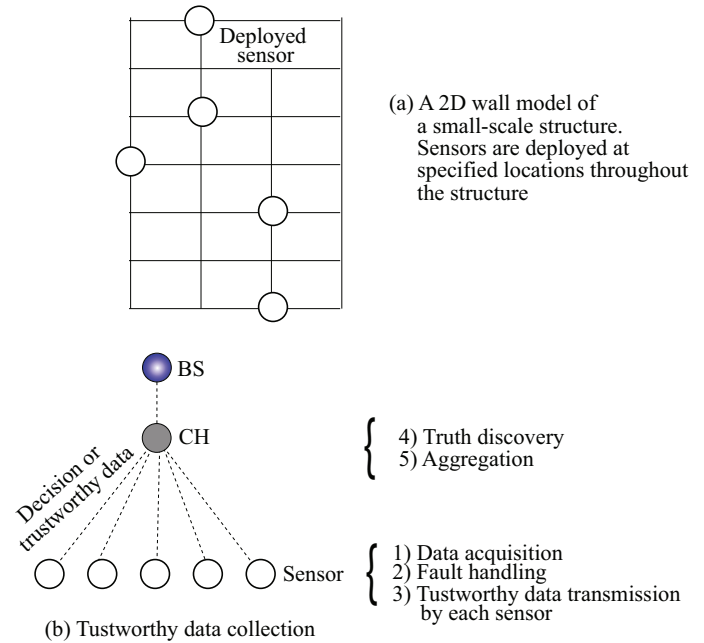 Deployed
sensor
(a) A 2D wall model of
a small-scale structure.
Sensors are deployed at
specified locations throughout
the structure
BS
CH
Decision or
trustworthy data
4) Truth discovery
5) Aggregation
Sensor
1) Data acquisition
2) Fault handling
3) Tustworthy data transmission
by each sensor
(b) Tustworthy data collection